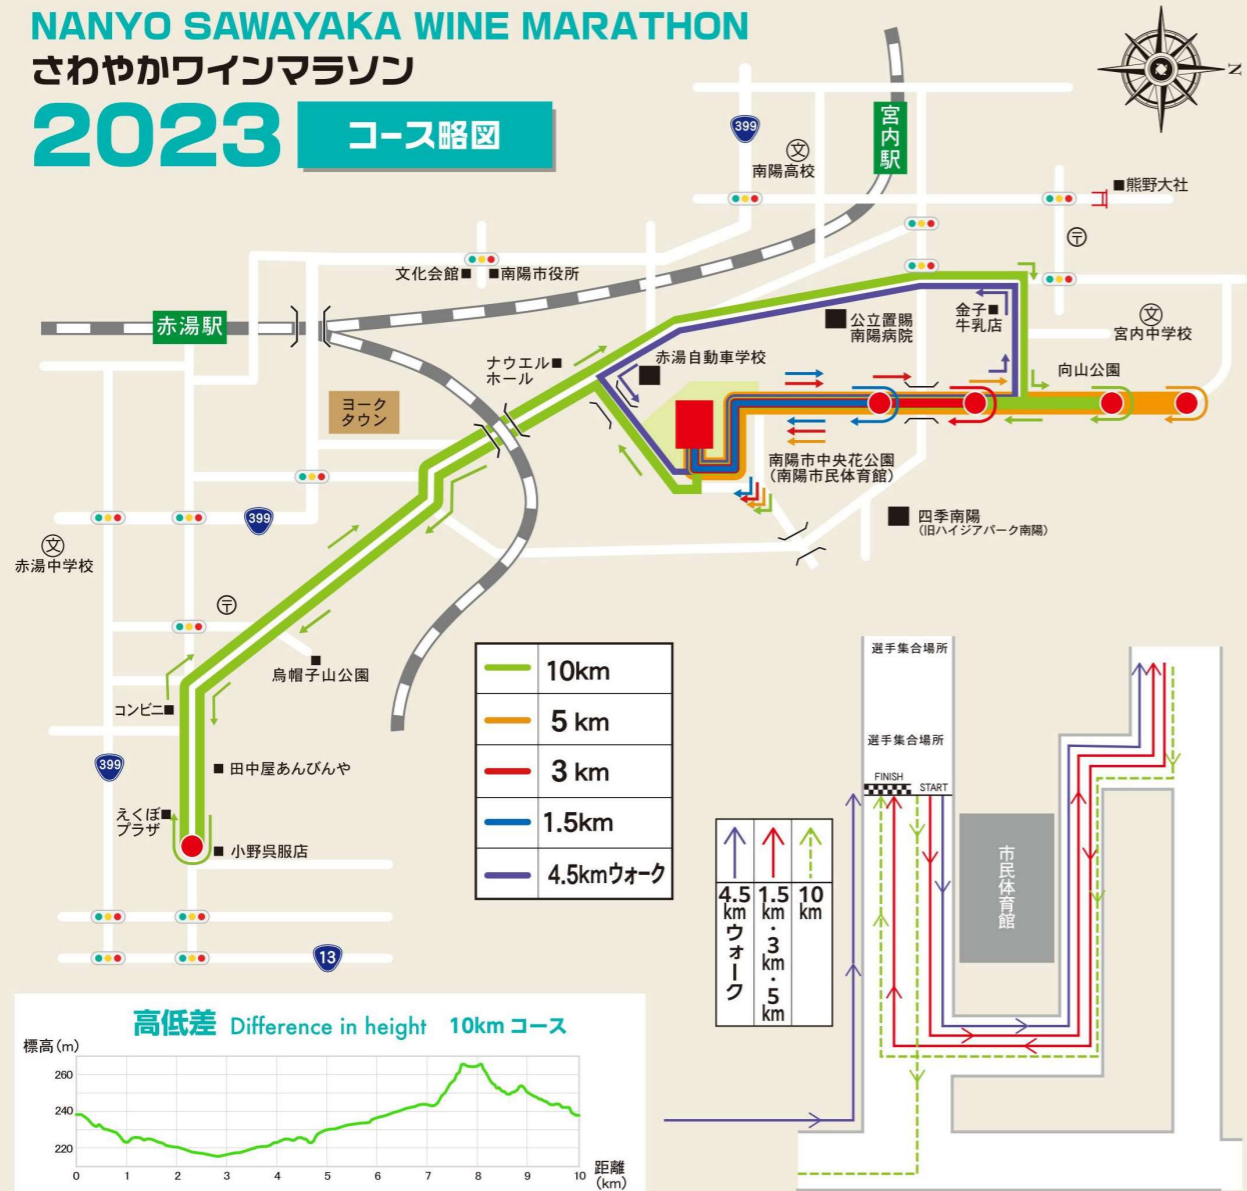 NANYO SAWAYAKA WINE MARATHON
さわやかワインマラソン
2023
コース略図
N
399
宮内駅
南陽高校
文
熊野大社
〒
文化会館
南陽市役所
赤湯駅
公立置賜
南陽病院
金子
牛乳店
文
宮内中学校
ナウエル
ホール
赤湯自動車学校
向山公園
ヨーク
タウン
南陽市中央花公園
(南陽市民体育館)
399
四季南陽
(旧ハイジアパーク南陽)
文
赤湯中学校
〒
烏帽子山公園
コンビニ
399
田中屋あんびんや
えくぼ
プラザ
小野呉服店
13
10km
5 km
3 km
1.5km
4.5kmウォーク
選手集合場所
選手集合場所
FINISH
START
市民体育館
4.5kmウォーク
1.5km・3km・5km
10km
高低差 Difference in height 10km コース
標高(m)
260
240
220
0 1 2 3 4 5 6 7 8 9 10
距離
(km)